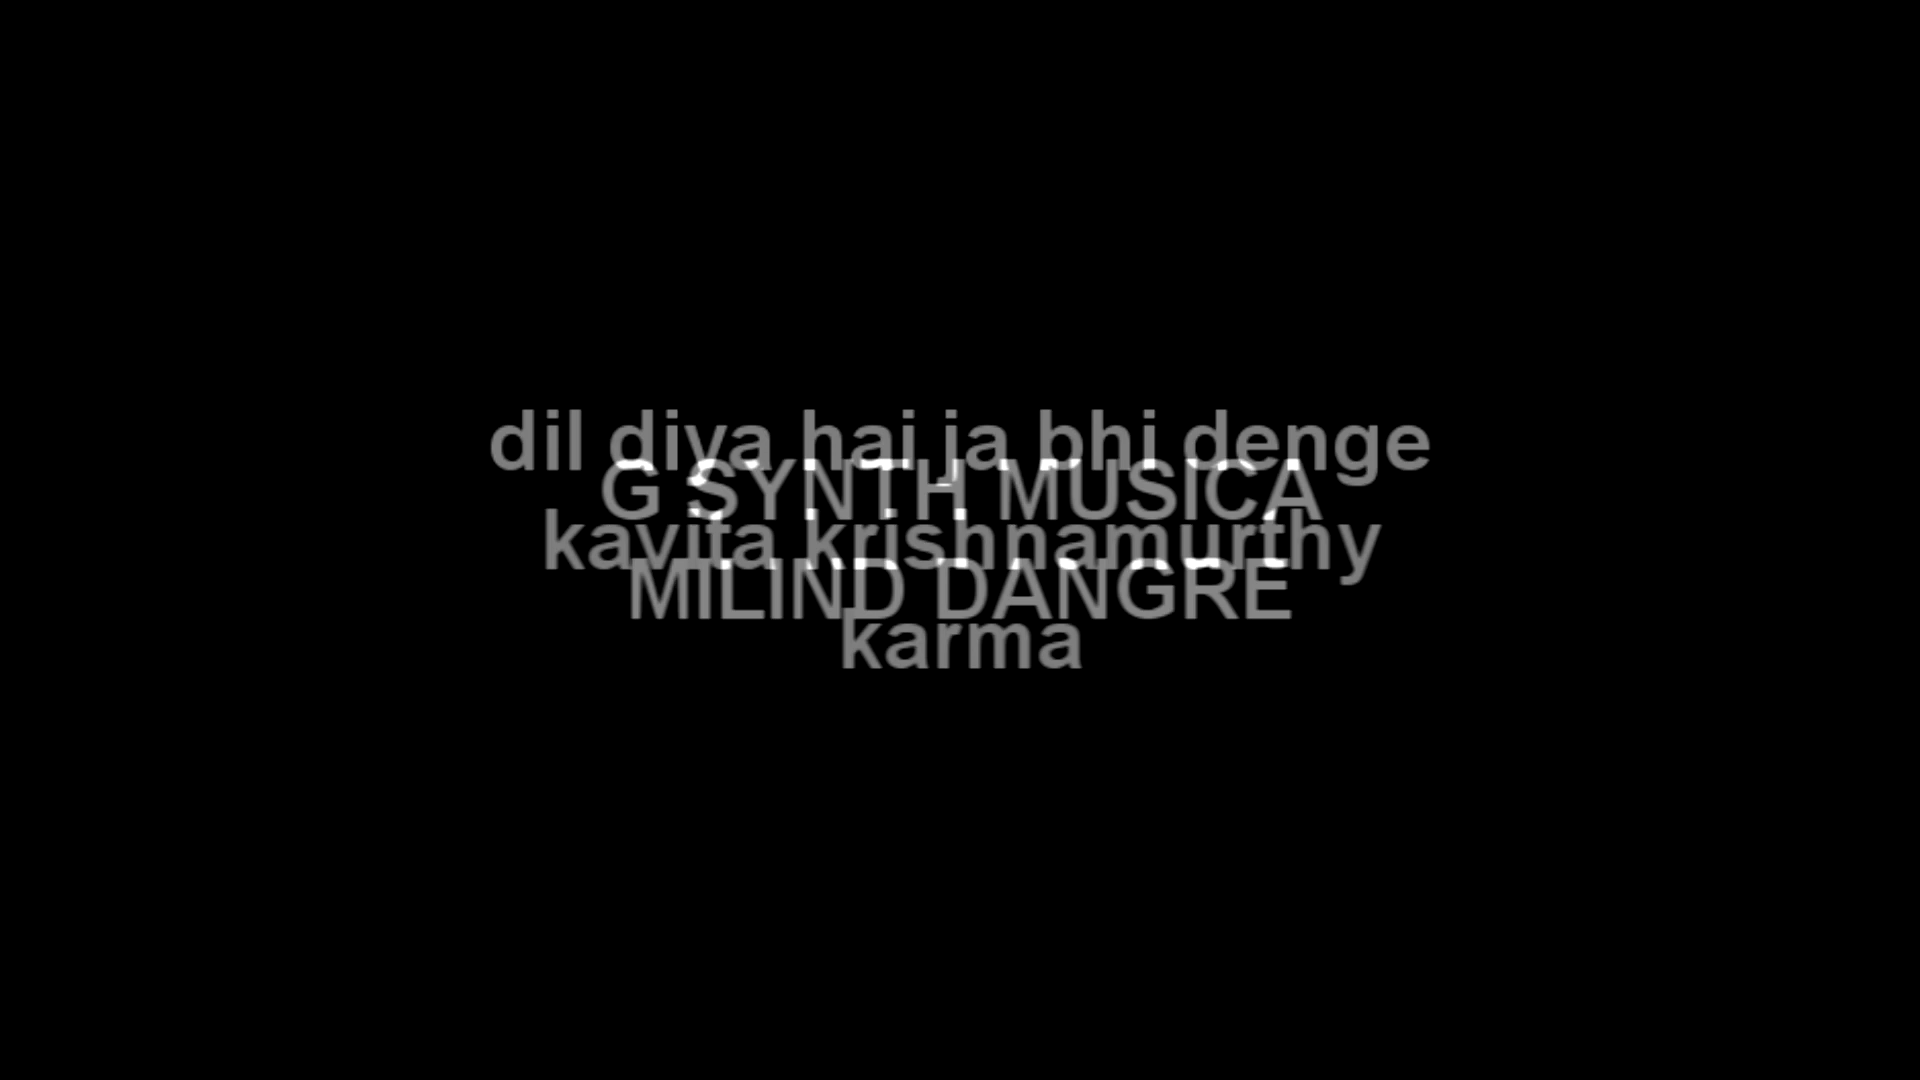 dil diya hai ja bhi denge
G SYNTH MUSICA
kavita krishnamurthy
MILIND DANGRE
karma